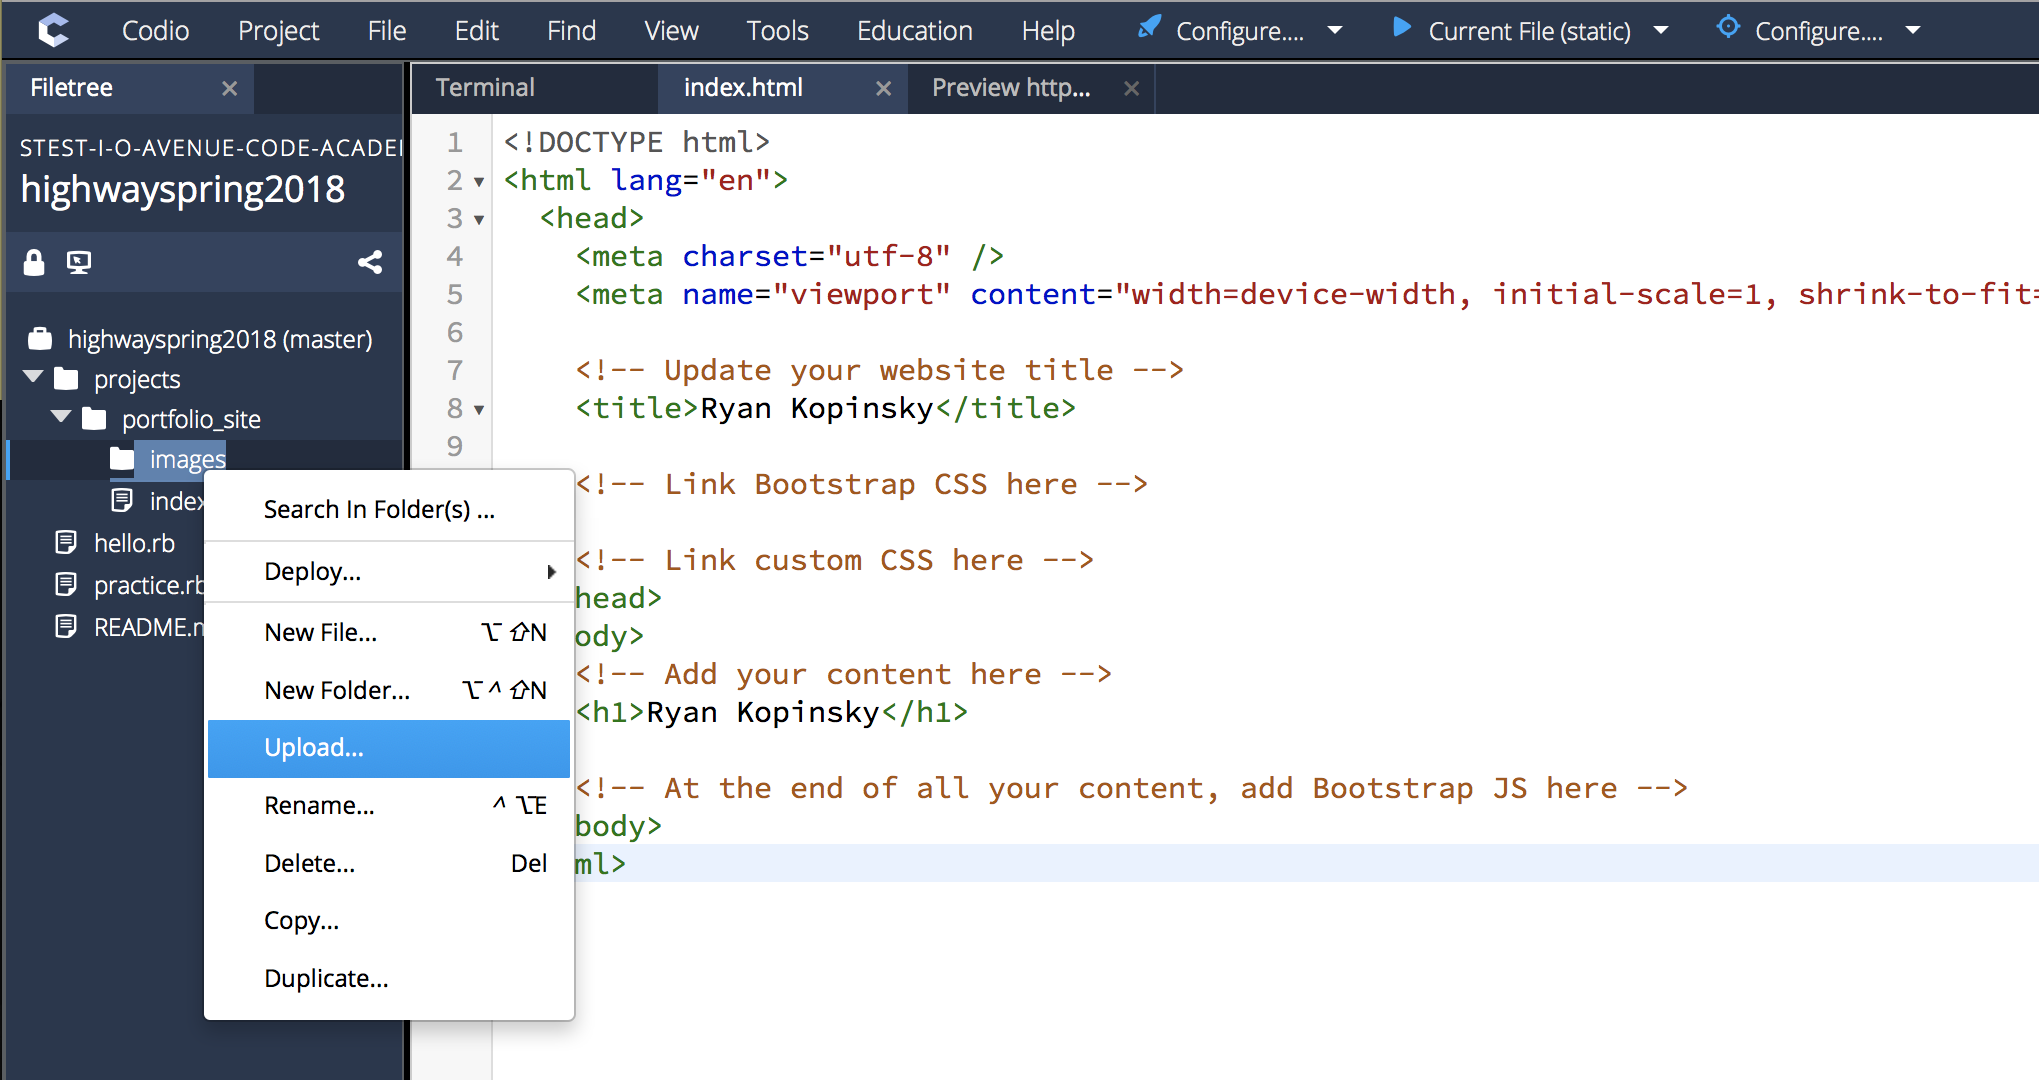 Codio Project File Edit Find View Tools Education Help Configure.... Current File (static) Configure....
Filetree
STEST-I-O-AVENUE-CODE-ACADE
highwayspring2018
highwayspring2018 (master)
projects
portfolio_site
images
index
hello.rb
practice.rb
README.m
Search In Folder(s) ...
Deploy...
New File... ⌥⇧N
New Folder... ⌥^⇧N
Upload...
Rename... ^⌥E
Delete... Del
Copy...
Duplicate...
Terminal index.html Preview http...
1 <!DOCTYPE html>
2 <html lang="en">
3 <head>
4 <meta charset="utf-8" />
5 <meta name="viewport" content="width=device-width, initial-scale=1, shrink-to-fit=
6
7 <!-- Update your website title -->
8 <title>Ryan Kopinsky</title>
9
<!-- Link Bootstrap CSS here -->
<!-- Link custom CSS here -->
head>
ody>
<!-- Add your content here -->
<h1>Ryan Kopinsky</h1>
<!-- At the end of all your content, add Bootstrap JS here -->
body>
ml>